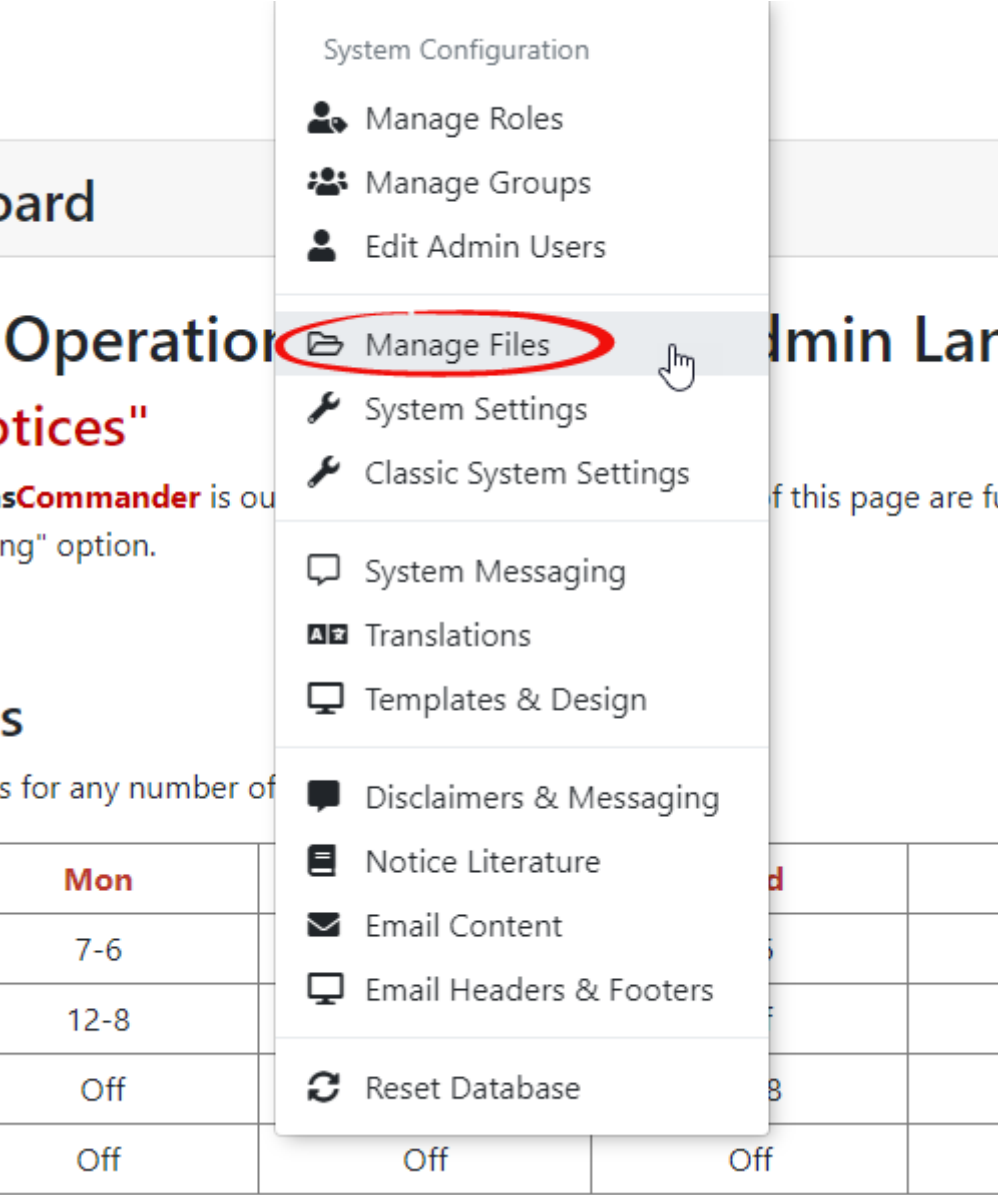 System Configuration
Manage Roles
oard
Manage Groups
Edit Admin Users
Operation dmin Lan
Manage Files
otices"
System Settings
Classic System Settings
sCommander is ou f this page are fu
ng" option.
System Messaging
Translations
Templates & Design
s
s for any number of
Disclaimers & Messaging
Notice Literature
Mon d
Email Content
7-6
Email Headers & Footers
12-8
Reset Database
Off 8
Off Off Off